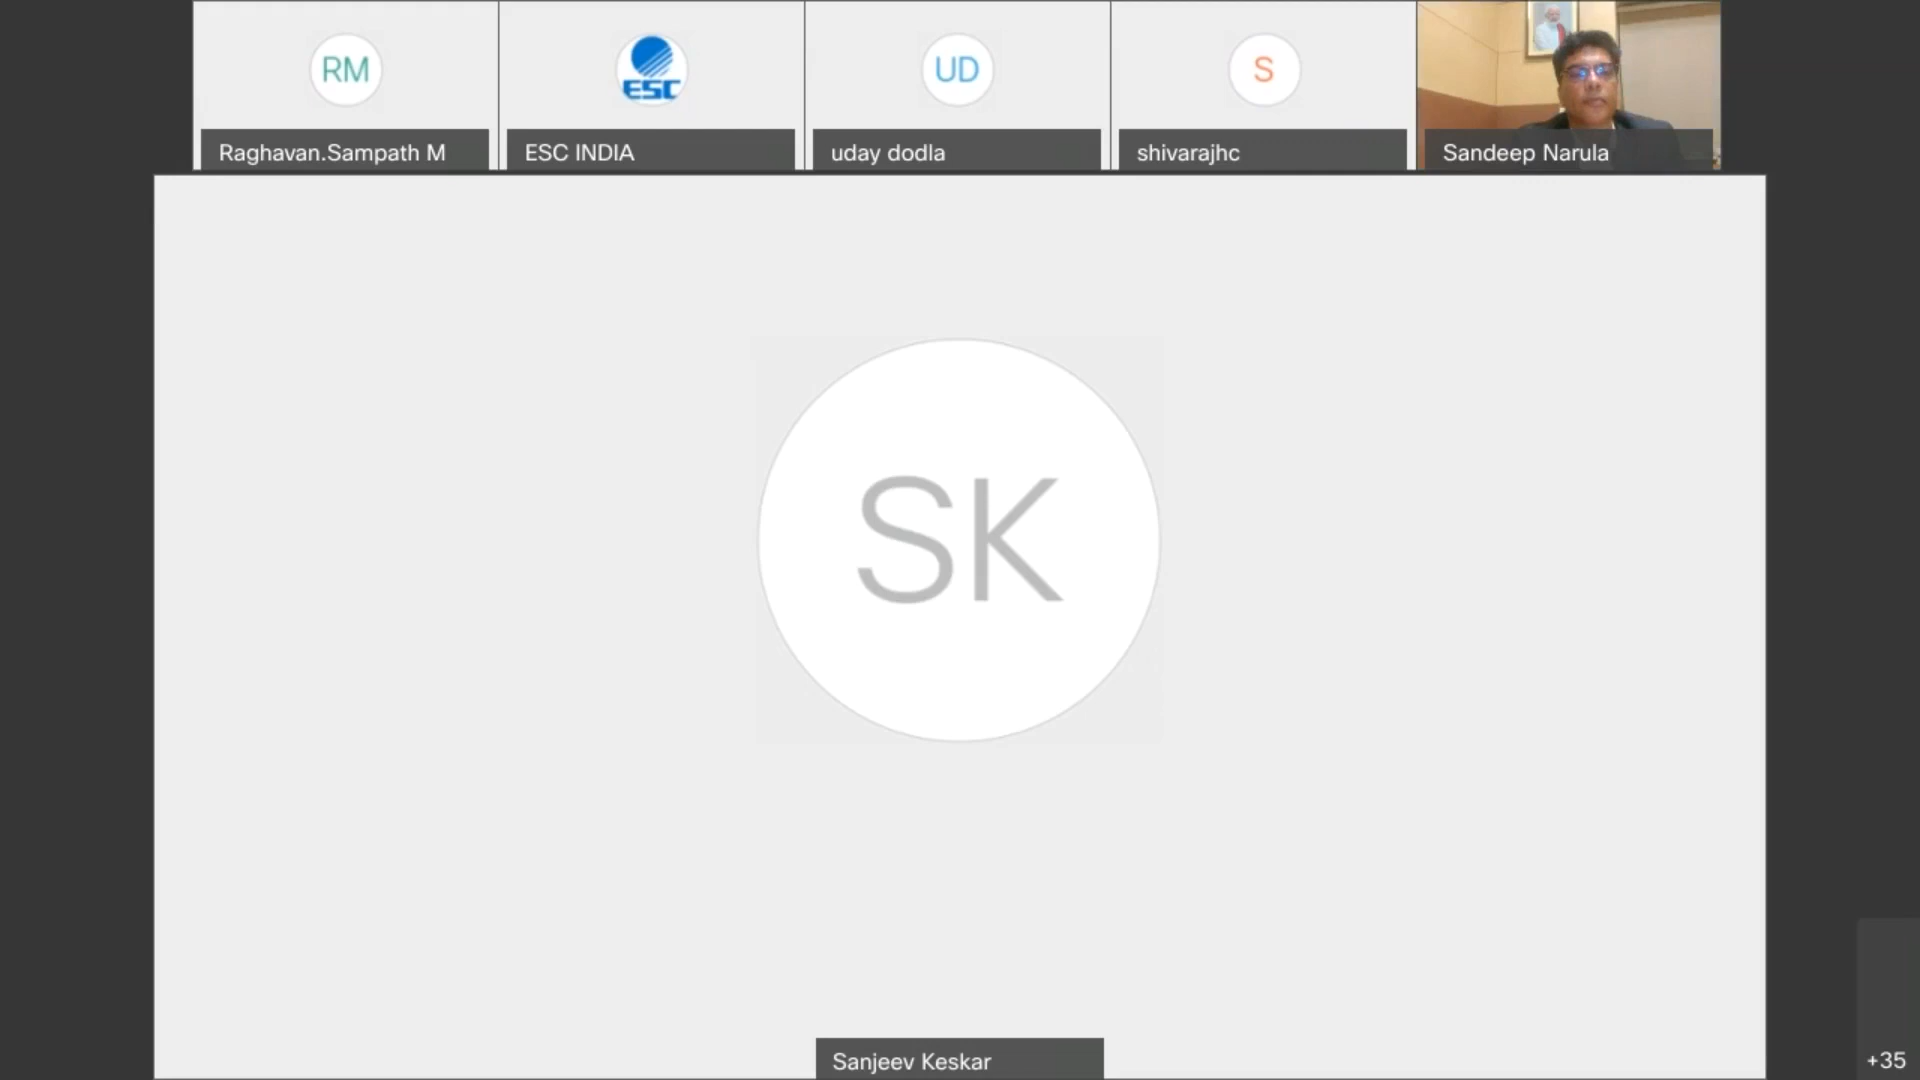 RM
ESC
UD
S
Raghavan.Sampath M
ESC INDIA
uday dodla
shivarajhc
Sandeep Narula
SK
Sanjeev Keskar
+35